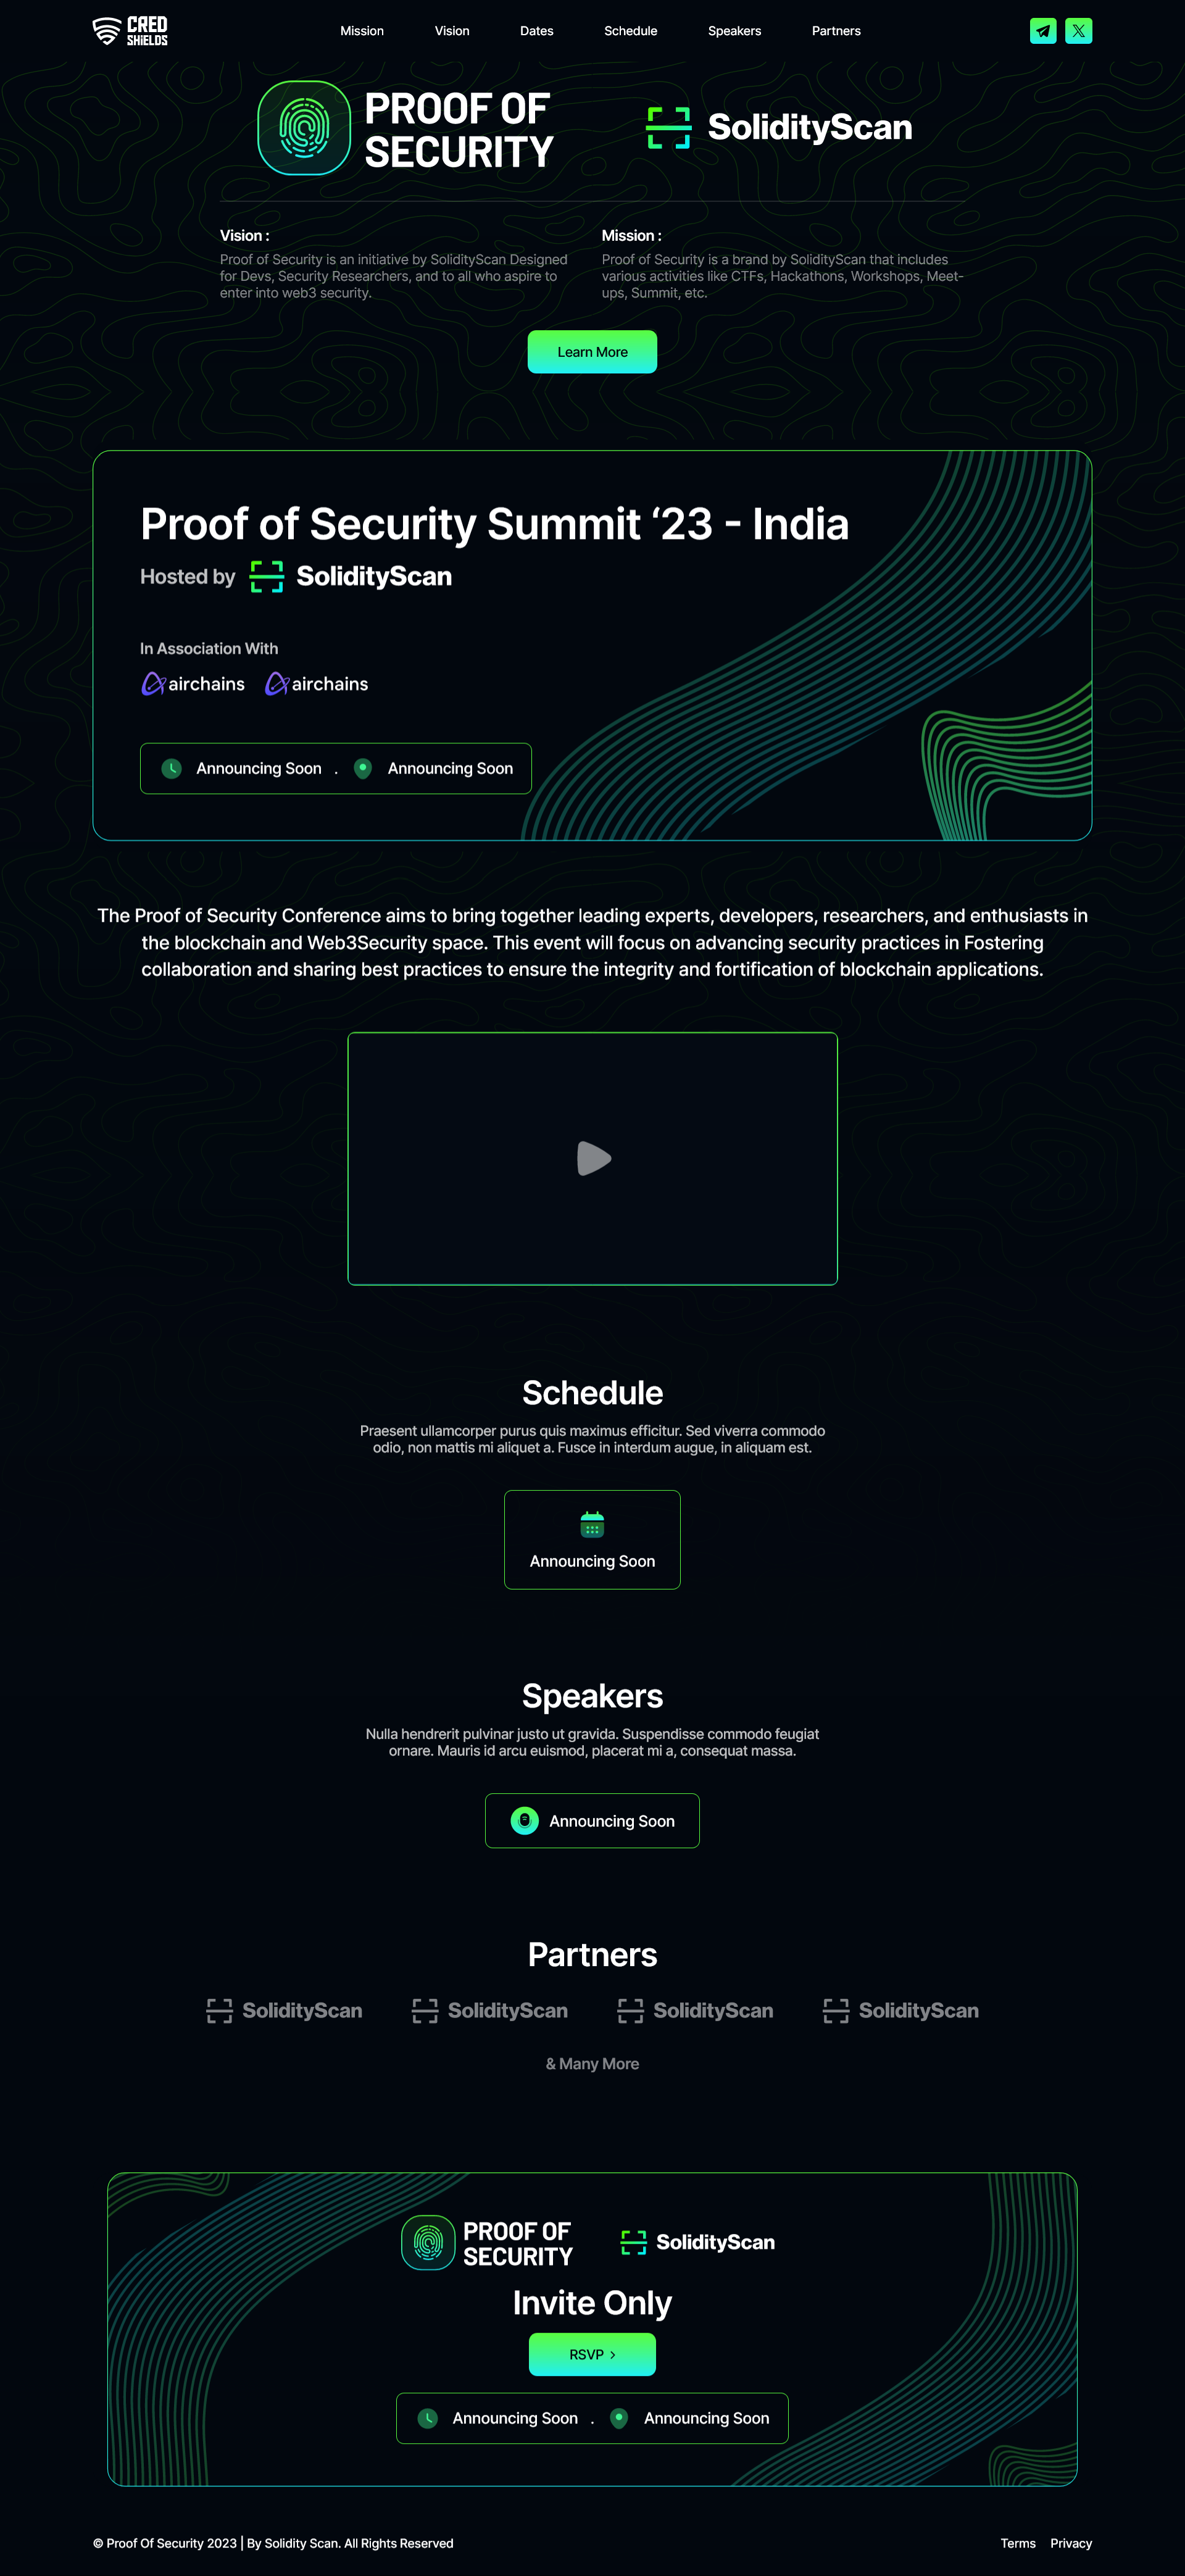 CRED
SHIELDS
Mission
Vision
Dates
Schedule
Speakers
Partners
PROOF OF
SECURITY
SolidityScan
Vision :
Proof of Security is an initiative by SolidityScan Designed
for Devs, Security Researchers, and to all who aspire to
enter into web3 security.
Mission :
Proof of Security is a brand by SolidityScan that includes
various activities like CTFs, Hackathons, Workshops, Meet-
ups, Summit, etc.
Learn More
Proof of Security Summit ‘23 - India
Hosted by SolidityScan
In Association With
airchains airchains
Announcing Soon . Announcing Soon
The Proof of Security Conference aims to bring together leading experts, developers, researchers, and enthusiasts in
the blockchain and Web3Security space. This event will focus on advancing security practices in Fostering
collaboration and sharing best practices to ensure the integrity and fortification of blockchain applications.
Schedule
Praesent ullamcorper purus quis maximus efficitur. Sed viverra commodo
odio, non mattis mi aliquet a. Fusce in interdum augue, in aliquam est.
Announcing Soon
Speakers
Nulla hendrerit pulvinar justo ut gravida. Suspendisse commodo feugiat
ornare. Mauris id arcu euismod, placerat mi a, consequat massa.
Announcing Soon
Partners
SolidityScan SolidityScan SolidityScan SolidityScan
& Many More
PROOF OF
SECURITY
SolidityScan
Invite Only
RSVP >
Announcing Soon . Announcing Soon
© Proof Of Security 2023 | By Solidity Scan. All Rights Reserved
Terms Privacy